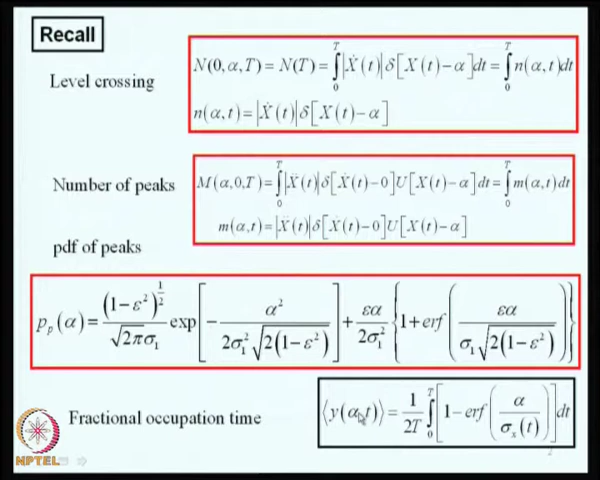 Recall
Level crossing
N(0,α,T) = N(T) = ∫₀ᵀ |Ẋ(t)| δ[X(t)−α]dt = ∫₀ᵀ n(α,t)dt
n(α,t) = |Ẋ(t)| δ[X(t)−α]
Number of peaks
M(α,0,T) = ∫₀ᵀ |Ẍ(t)| δ[Ẋ(t)−0]U[X(t)−α]dt = ∫₀ᵀ m(α,t)dt
m(α,t) = |Ẍ(t)| δ[Ẋ(t)−0]U[X(t)−α]
pdf of peaks
p_p(α) = (1−ε²)^(1/2) / (√(2π)σ₁) exp[−α² / (2σ₁²√(2(1−ε²)))] + εα/(2σ₁²) {1+erf(εα / (σ₁√(2(1−ε²))))}
Fractional occupation time
⟨y(α,t)⟩ = 1/(2T) ∫₀ᵀ [1−erf(α/σₓ(t))]dt
NPTEL
2